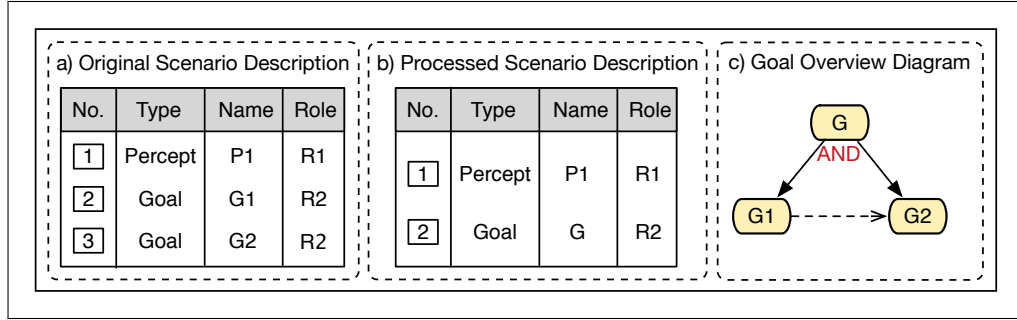 a) Original Scenario Description
No. Type Name Role
1 Percept P1 R1
2 Goal G1 R2
3 Goal G2 R2
b) Processed Scenario Description
No. Type Name Role
1 Percept P1 R1
2 Goal G R2
c) Goal Overview Diagram
G
AND
G1 G2